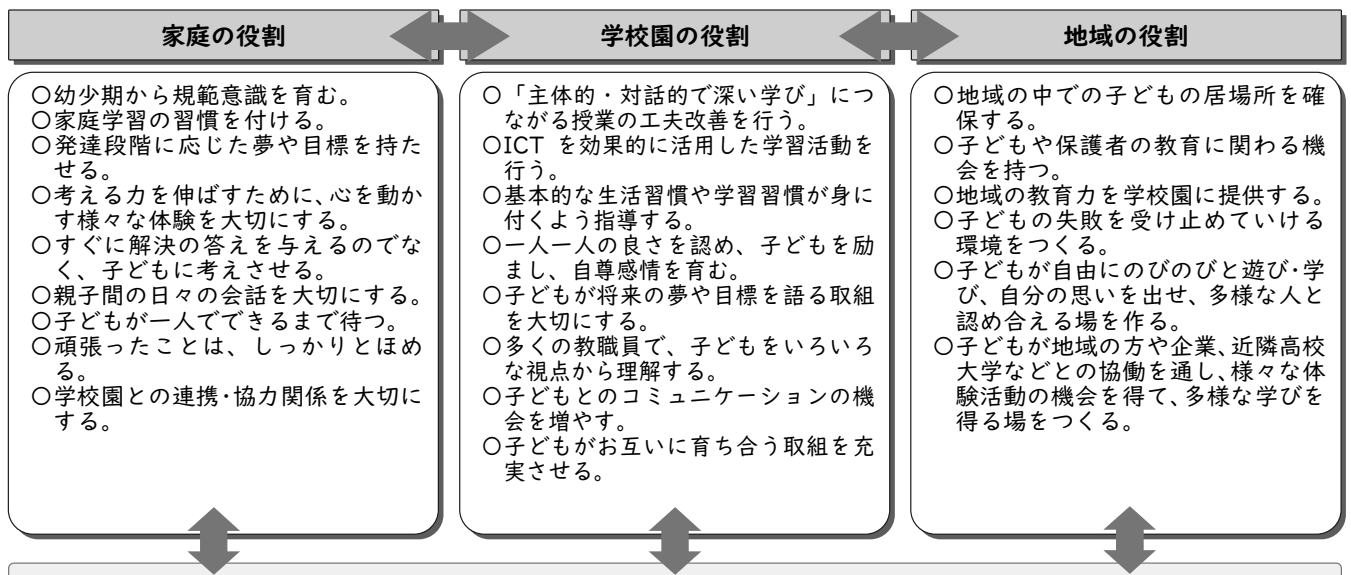 家庭の役割
○幼少期から規範意識を育む。
○家庭学習の習慣を付ける。
○発達段階に応じた夢や目標を持た
せる。
○考える力を伸ばすために、心を動か
す様々な体験を大切にする。
○すぐに解決の答えを与えるのでな
く、子どもに考えさせる。
○親子間の日々の会話を大切にする。
○子どもが一人でできるまで待つ。
○頑張ったことは、しっかりとほめ
る。
○学校園との連携・協力関係を大切に
する。
学校園の役割
○「主体的・対話的で深い学び」につ
ながる授業の工夫改善を行う。
○ICT を効果的に活用した学習活動を
行う。
○基本的な生活習慣や学習習慣が身に
付くよう指導する。
○一人一人の良さを認め、子どもを励
まし、自尊感情を育む。
○子どもが将来の夢や目標を語る取組
を大切にする。
○多くの教職員で、子どもをいろいろ
な視点から理解する。
○子どもとのコミュニケーションの機
会を増やす。
○子どもがお互いに育ち合う取組を充
実させる。
地域の役割
○地域の中での子どもの居場所を確
保する。
○子どもや保護者の教育に関わる機
会を持つ。
○地域の教育力を学校園に提供する。
○子どもの失敗を受け止めていける
環境をつくる。
○子どもが自由にのびのびと遊び・学
び、自分の思いを出せ、多様な人と
認め合える場を作る。
○子どもが地域の方や企業、近隣高校
大学などとの協働を通し、様々な体
験活動の機会を得て、多様な学びを
得る場をつくる。